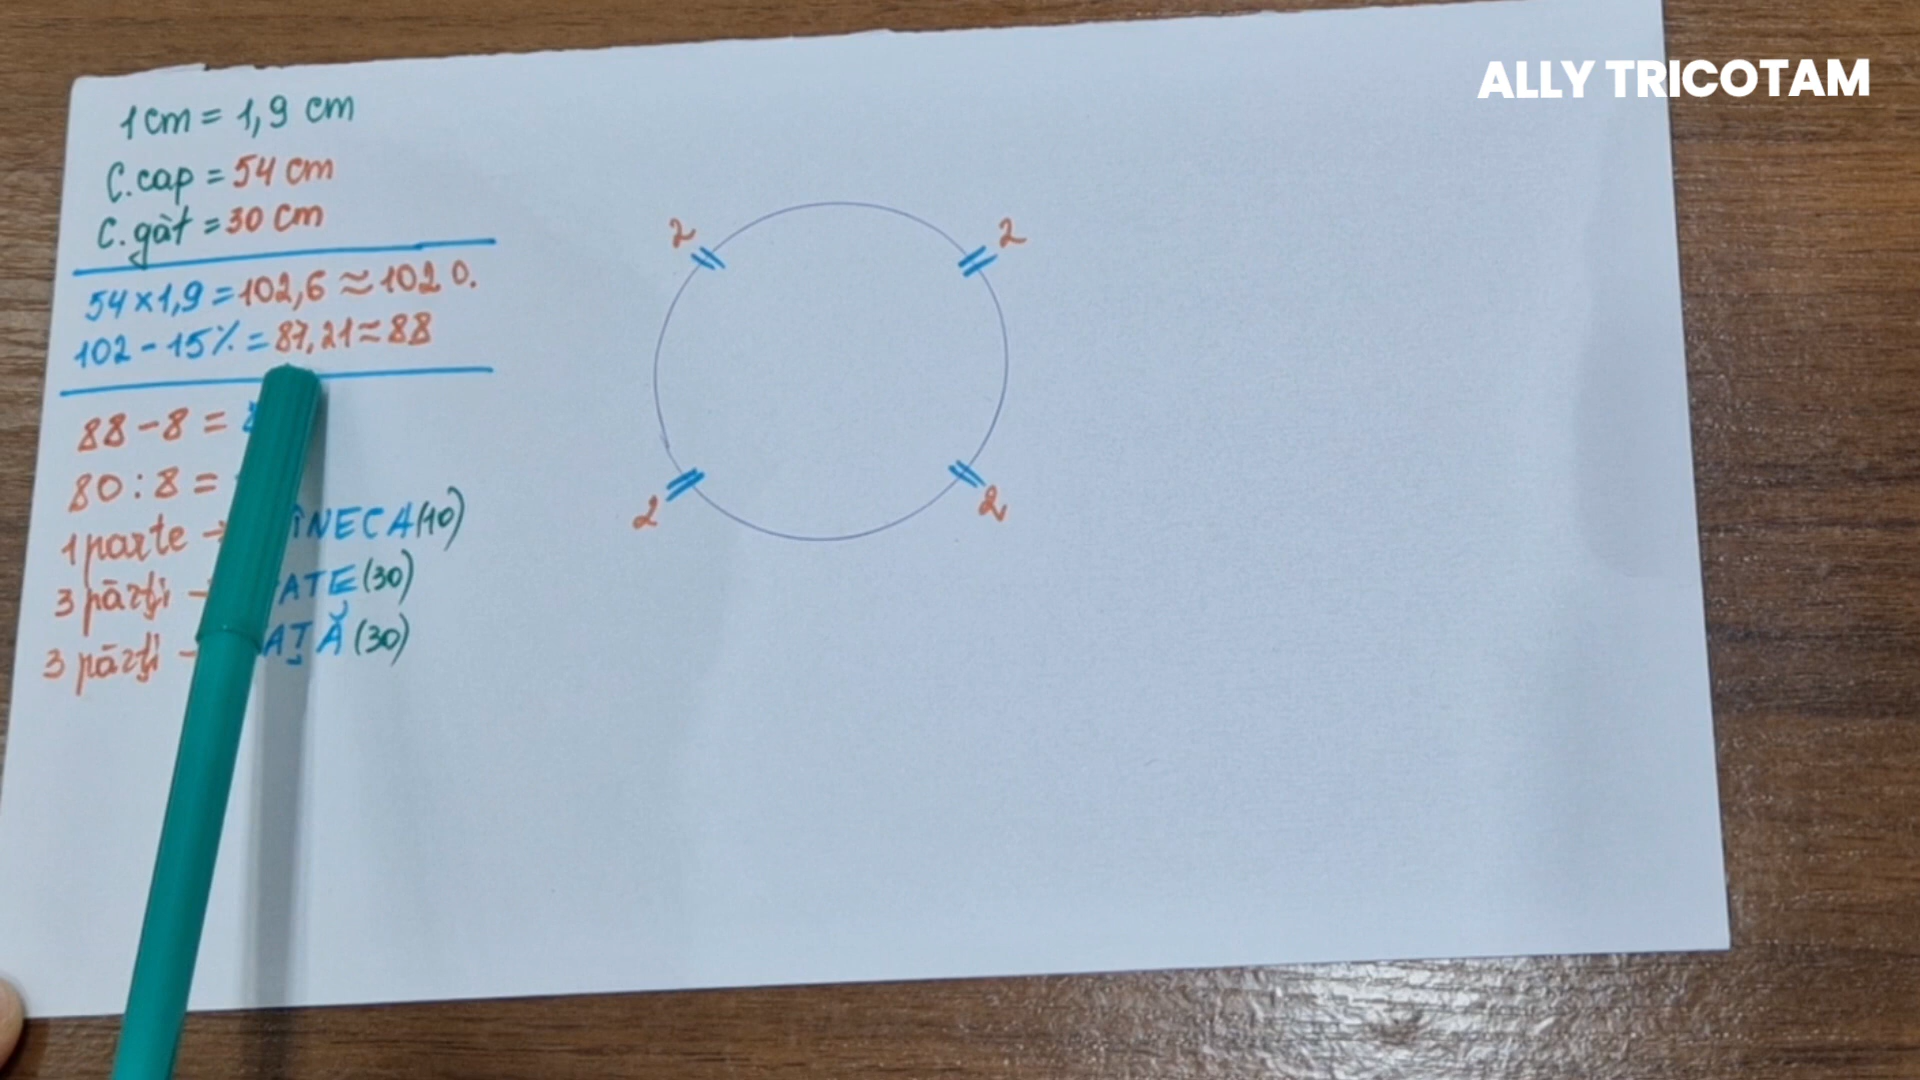 ALLY TRICOTAM
1 cm = 1,9 cm
C.cap = 54 cm
C.gât = 30 cm
54 x 1,9 = 102,6 ≈ 102 O.
102 - 15% = 87,21 ≈ 88
88 - 8 =
80 : 8 =
1 parte → ÎNECA (10)
3 părți → ATE (30)
3 părți → AȚĂ (30)
2
2
2
2